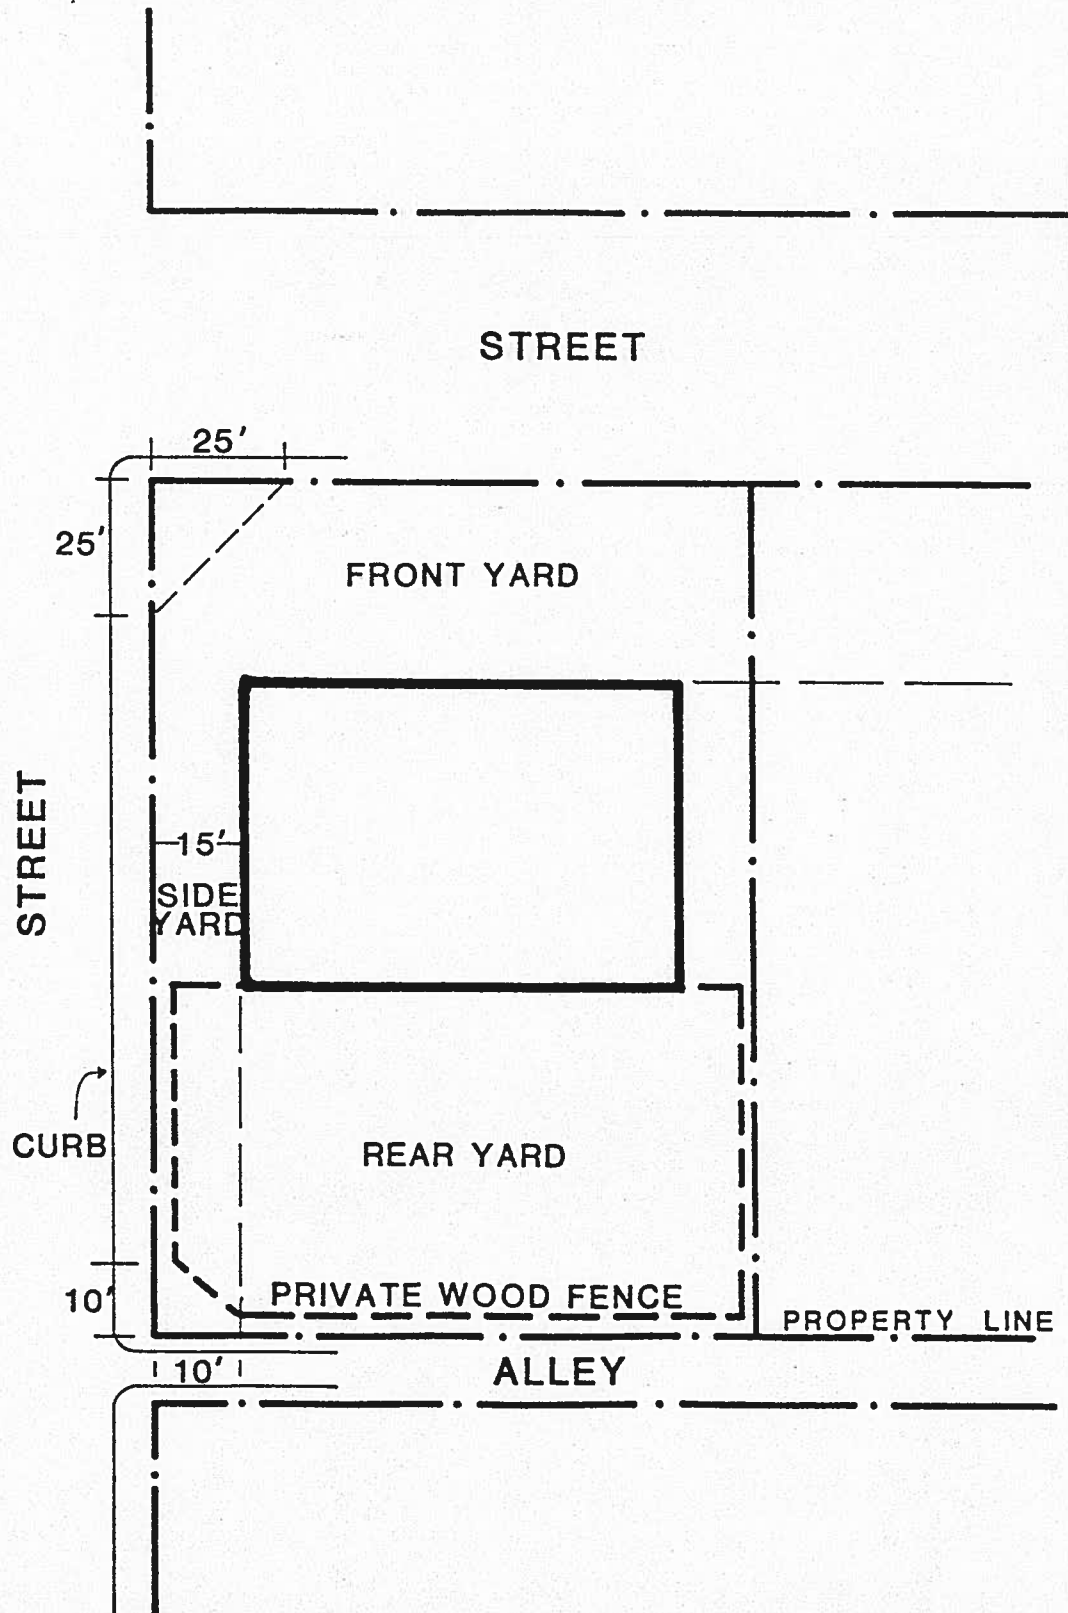 STREET
25'
25'
FRONT YARD
STREET
15'
SIDE
YARD
CURB
REAR YARD
10'
PRIVATE WOOD FENCE
PROPERTY LINE
10'
ALLEY